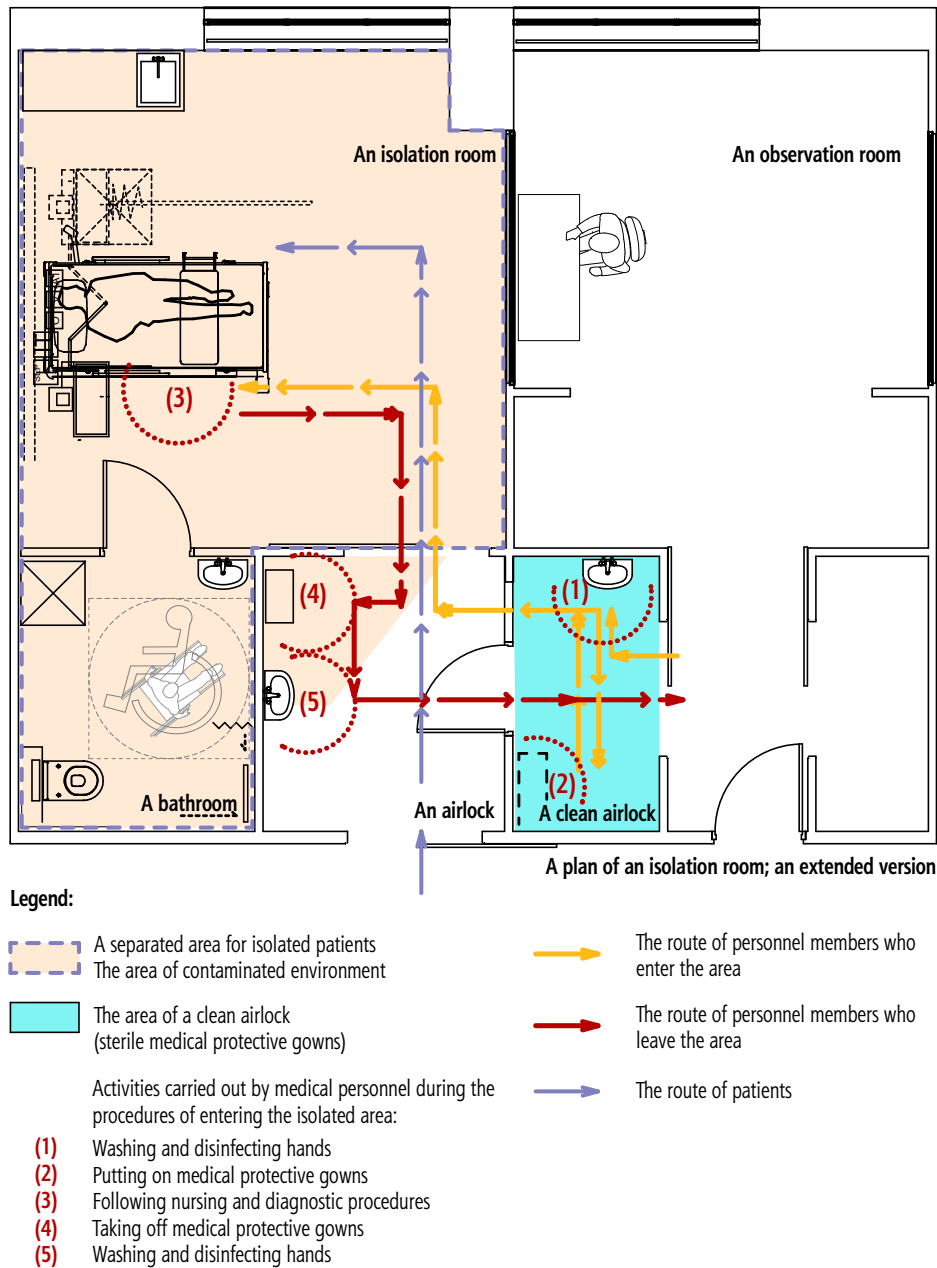 An isolation room
An observation room
(3)
(4)
(1)
(5)
(2)
A bathroom
An airlock
A clean airlock
A plan of an isolation room; an extended version
Legend:
A separated area for isolated patients
The area of contaminated environment
The area of a clean airlock
(sterile medical protective gowns)
Activities carried out by medical personnel during the
procedures of entering the isolated area:
(1) Washing and disinfecting hands
(2) Putting on medical protective gowns
(3) Following nursing and diagnostic procedures
(4) Taking off medical protective gowns
(5) Washing and disinfecting hands
The route of personnel members who
enter the area
The route of personnel members who
leave the area
The route of patients